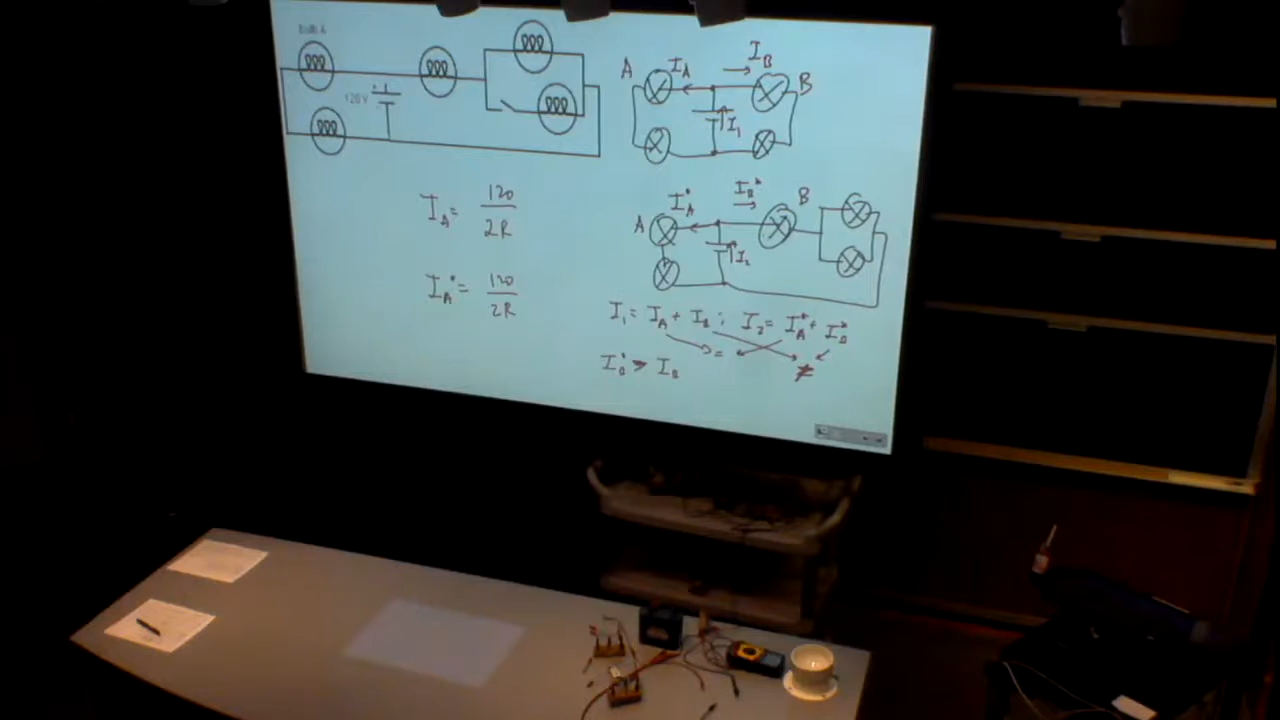 Bulb A
120 V
I_A = 120 / 2R
I_A* = 120 / 2R
A I_A I_B B
I_1
A I_A* I_B* B
I_2
I_1 = I_A + I_B ; I_2 = I_A* + I_B*
= ≠
I_B* > I_B